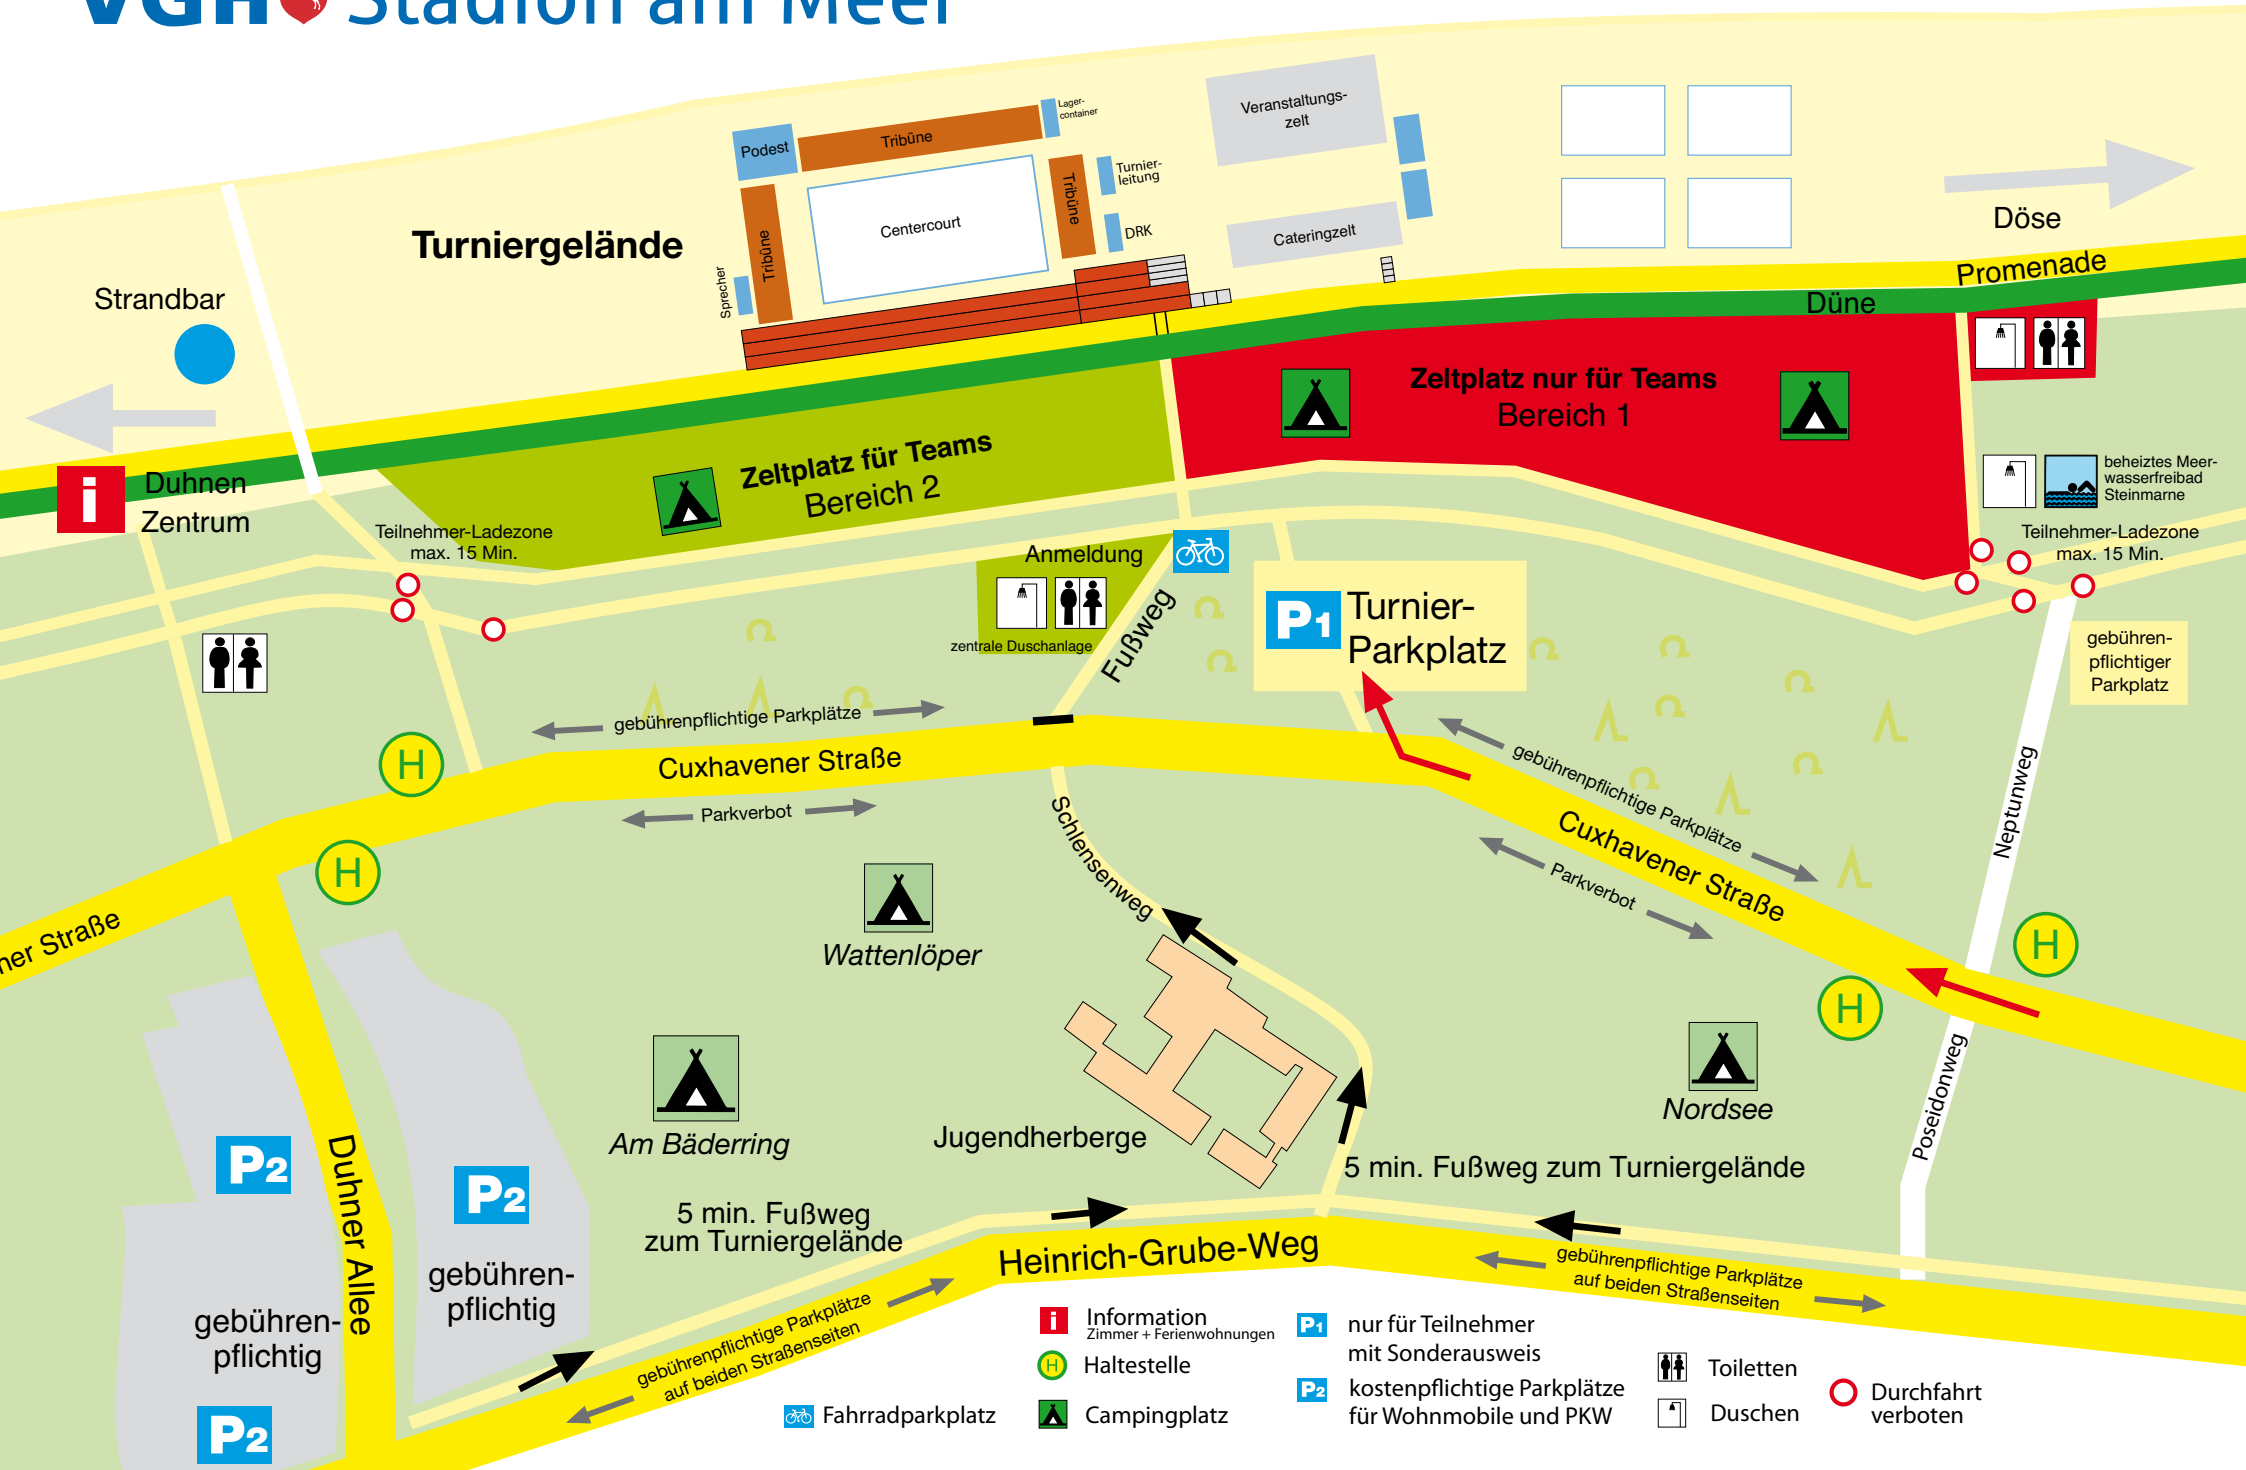 VGH Stadion am Meer
Lager-
container
Podest
Tribüne
Veranstaltungs-
zelt
Turnier-
leitung
Tribüne
Centercourt
Tribüne
DRK
Cateringzelt
Sprecher
Turniergelände
Döse
Promenade
Düne
Strandbar
Zeltplatz nur für Teams
Bereich 1
Zeltplatz für Teams
Bereich 2
i
Duhnen
Zentrum
Teilnehmer-Ladezone
max. 15 Min.
beheiztes Meer-
wasserfreibad
Steinmarne
Teilnehmer-Ladezone
max. 15 Min.
Anmeldung
zentrale Duschanlage
Fußweg
P1
Turnier-
Parkplatz
gebühren-
pflichtiger
Parkplatz
gebührenpflichtige Parkplätze
Cuxhavener Straße
Parkverbot
H
H
gebührenpflichtige Parkplätze
Cuxhavener Straße
Parkverbot
Neptunweg
Schlensenweg
ner Straße
Wattenlöper
H
H
Poseidonweg
Nordsee
Am Bäderring
Jugendherberge
P2
P2
Duhner Allee
5 min. Fußweg zum Turniergelände
5 min. Fußweg
zum Turniergelände
Heinrich-Grube-Weg
gebühren-
pflichtig
gebühren-
pflichtig
P2
gebührenpflichtige Parkplätze
auf beiden Straßenseiten
gebührenpflichtige Parkplätze
auf beiden Straßenseiten
i Information
Zimmer + Ferienwohnungen
H Haltestelle
Fahrradparkplatz
Campingplatz
P1 nur für Teilnehmer
mit Sonderausweis
P2 kostenpflichtige Parkplätze
für Wohnmobile und PKW
Toiletten
Duschen
Durchfahrt
verboten